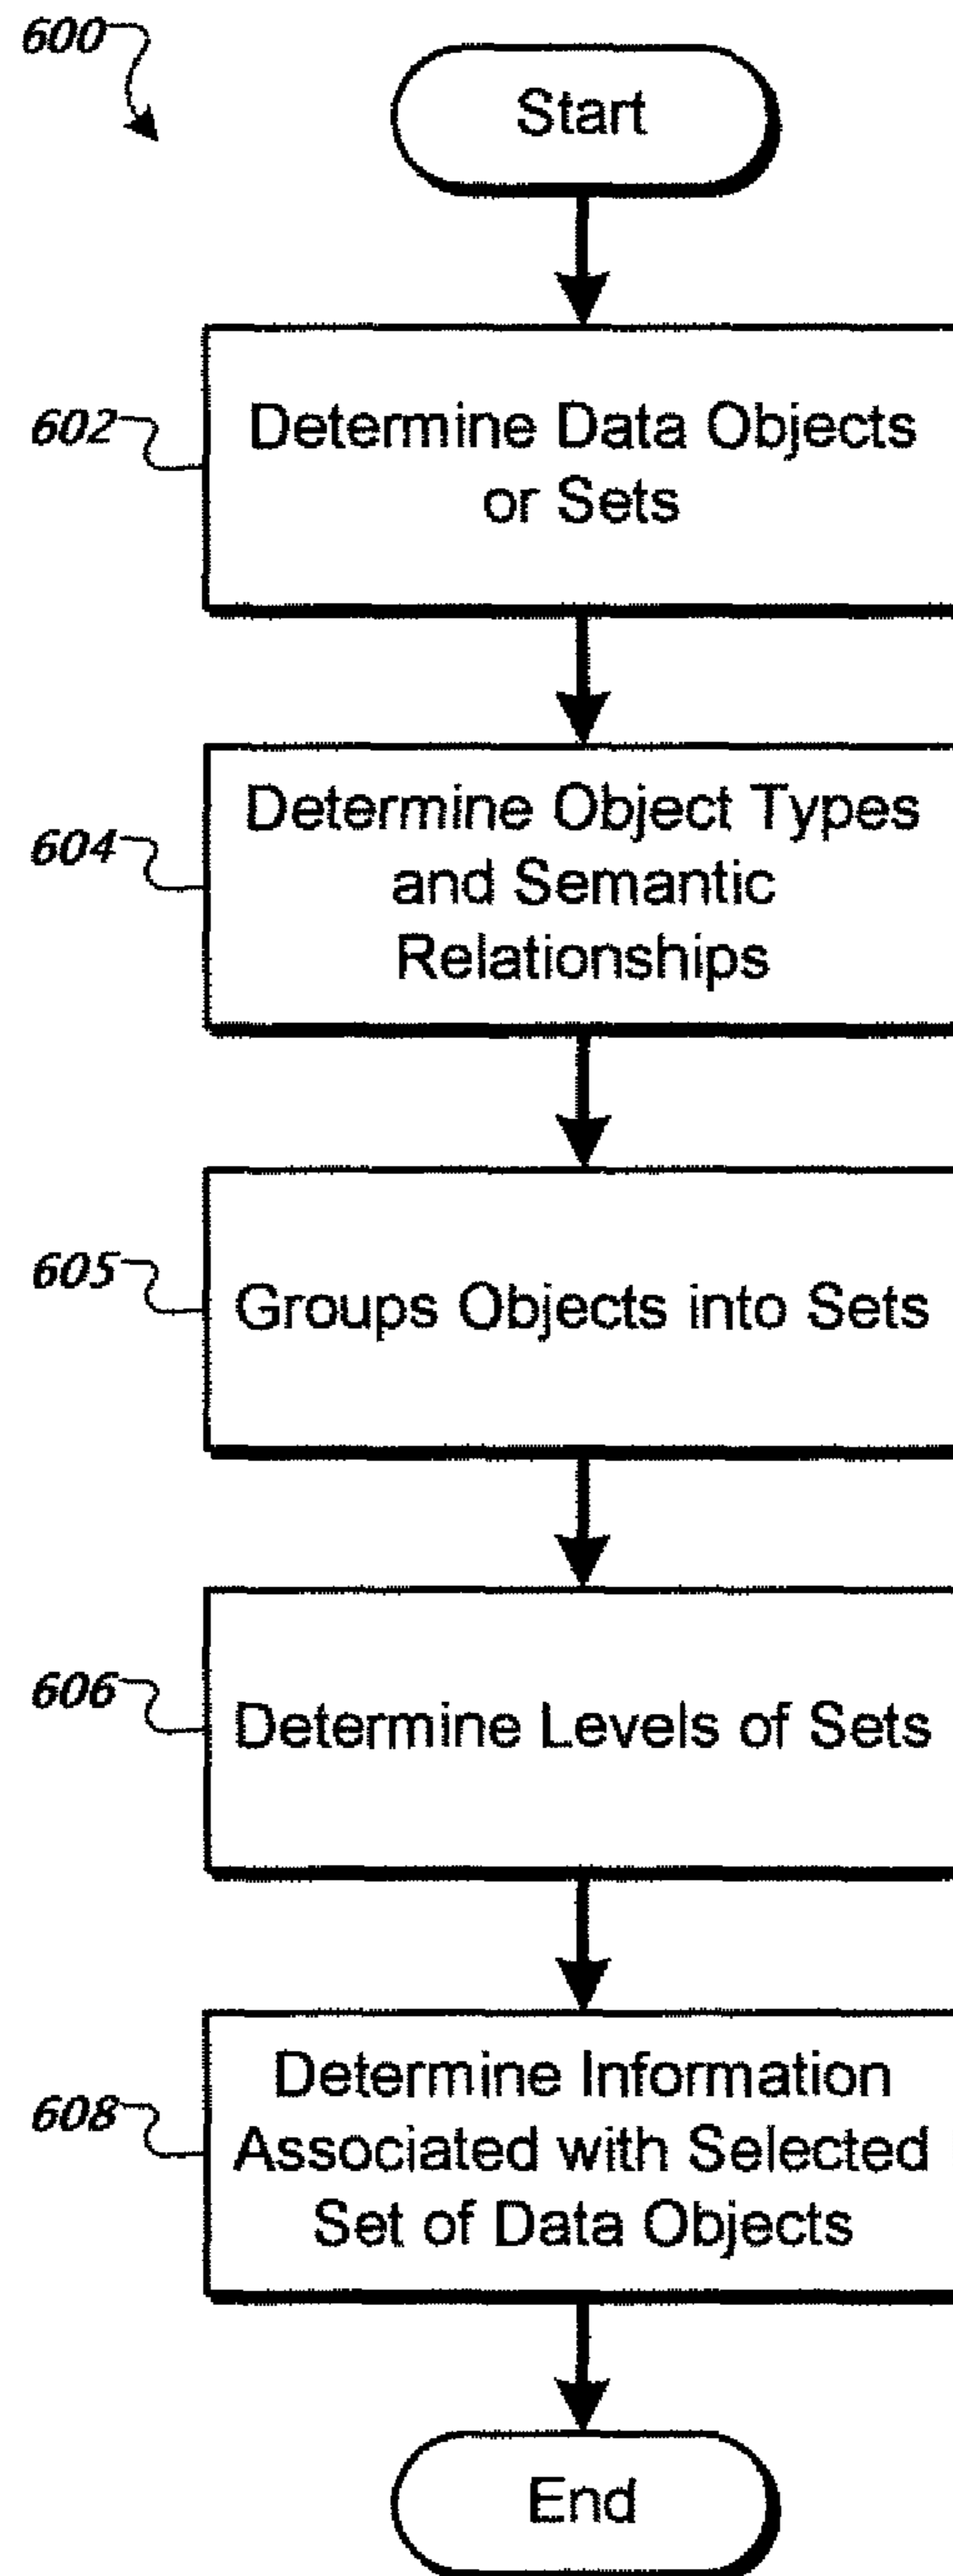 600
Start
602
Determine Data Objects
or Sets
604
Determine Object Types
and Semantic
Relationships
605
Groups Objects into Sets
606
Determine Levels of Sets
608
Determine Information
Associated with Selected
Set of Data Objects
End